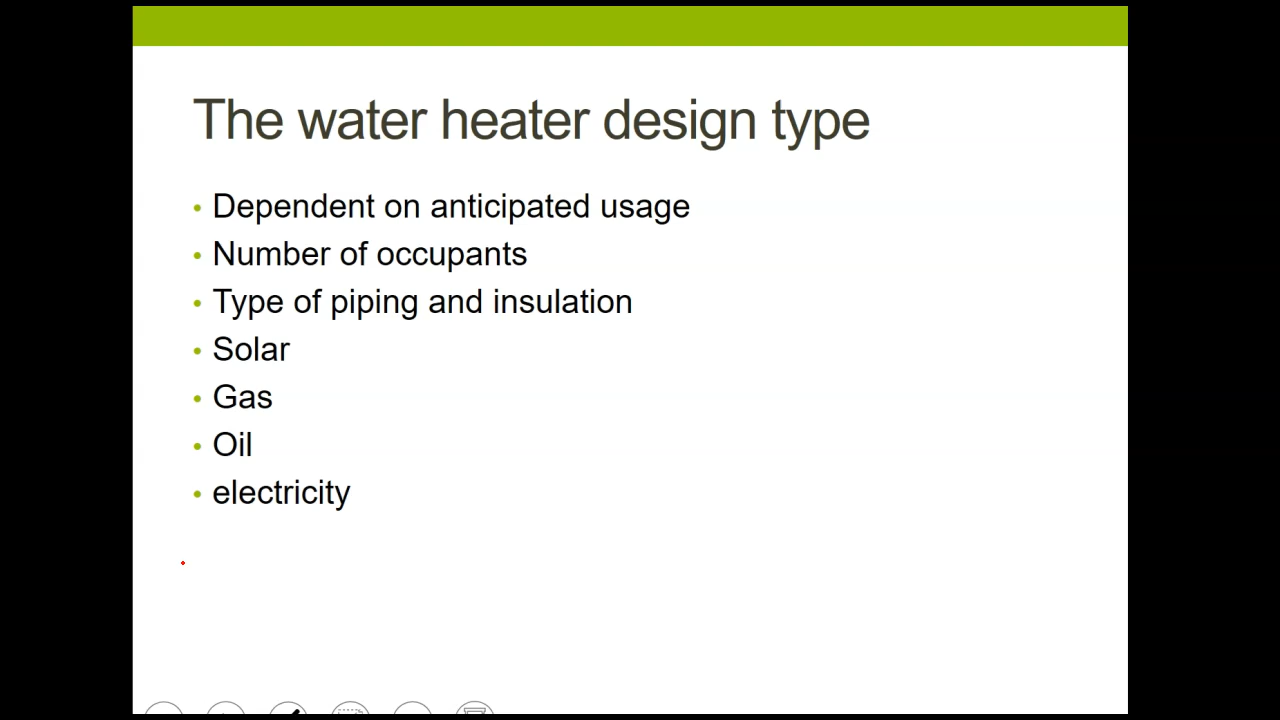 The water heater design type
• Dependent on anticipated usage
• Number of occupants
• Type of piping and insulation
• Solar
• Gas
• Oil
• electricity